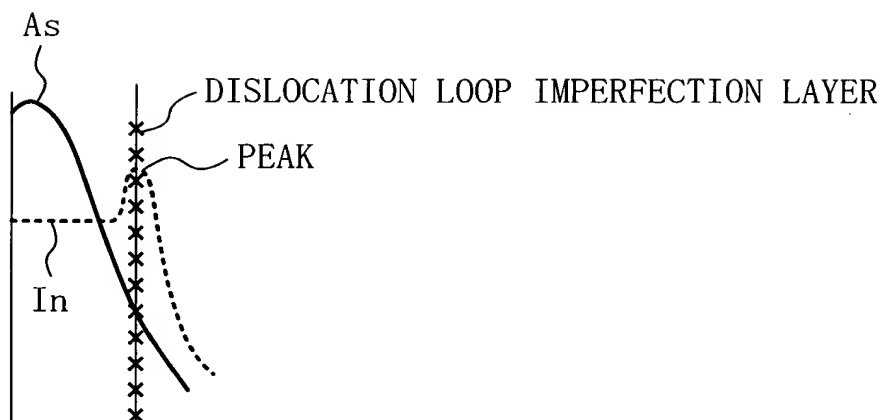 As
DISLOCATION LOOP IMPERFECTION LAYER
PEAK
In